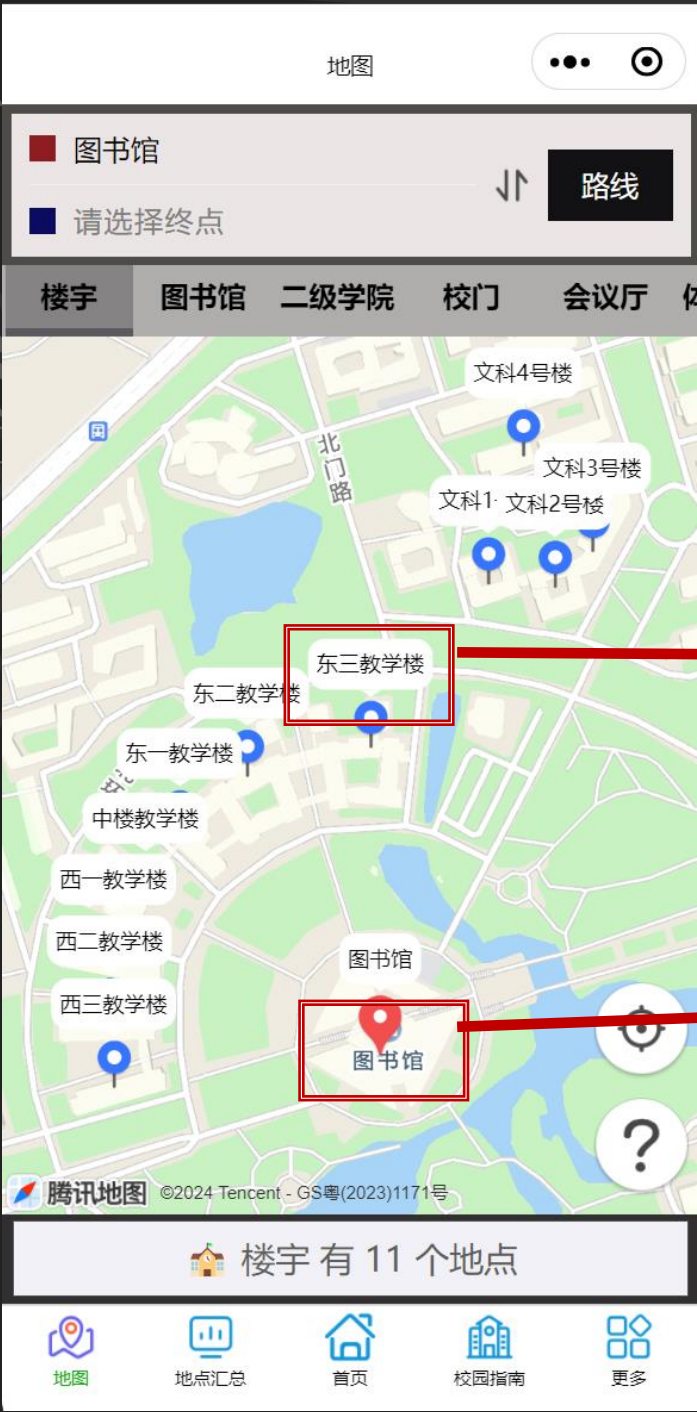 地图
图书馆
路线
请选择终点
楼宇 图书馆 二级学院 校门 会议厅
文科4号楼
北门路
文科3号楼
文科1 文科2号楼
东三教学楼
东二教学楼
东一教学楼
中楼教学楼
西一教学楼
西二教学楼
图书馆
西三教学楼
图书馆
?
腾讯地图 ©2024 Tencent - GS粤(2023)1171号
楼宇 有 11 个地点
地图 地点汇总 首页 校园指南 更多